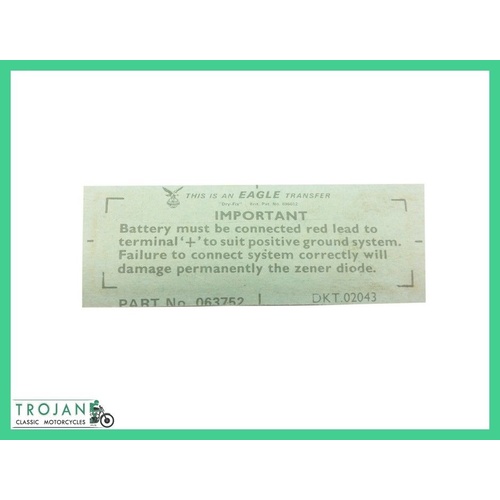 THIS IS AN EAGLE TRANSFER
IMPORTANT
Battery must be connected red lead to
terminal '+' to suit positive ground system.
Failure to connect system correctly will
damage permanently the zener diode.
PART No. 063752
DKT.02043
TROJAN
CLASSIC MOTORCYCLES